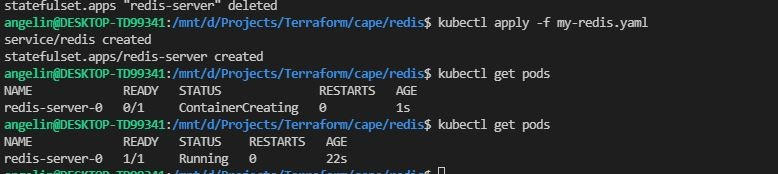 statefulset.apps "redis-server" deleted
angelin@DESKTOP-TD99341:/mnt/d/Projects/Terraform/cape/redis$ kubectl apply -f my-redis.yaml
service/redis created
statefulset.apps/redis-server created
angelin@DESKTOP-TD99341:/mnt/d/Projects/Terraform/cape/redis$ kubectl get pods
NAME READY STATUS RESTARTS AGE
redis-server-0 0/1 ContainerCreating 0 1s
angelin@DESKTOP-TD99341:/mnt/d/Projects/Terraform/cape/redis$ kubectl get pods
NAME READY STATUS RESTARTS AGE
redis-server-0 1/1 Running 0 22s
angelin@DESKTOP-TD99341:/mnt/d/Projects/Terraform/cape/redis$